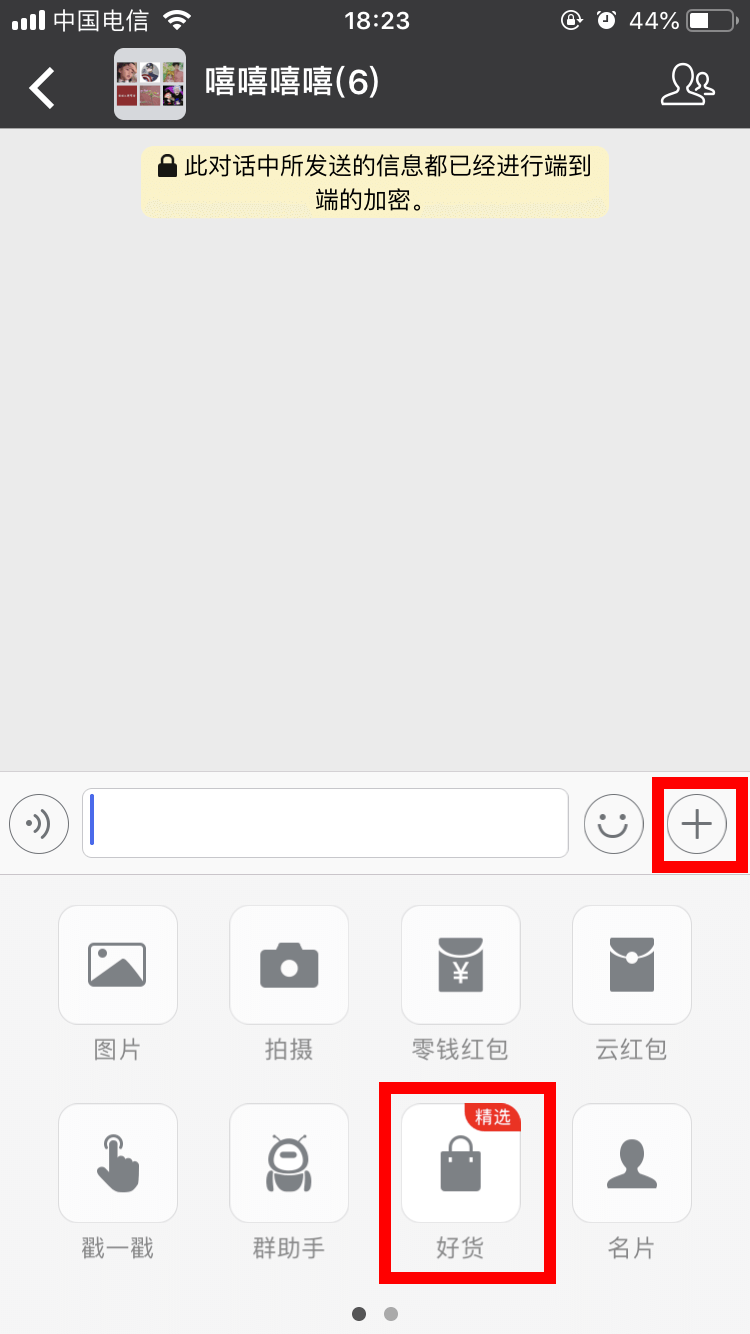 中国电信
18:23
44%
嘻嘻嘻嘻(6)
此对话中所发送的信息都已经进行端到
端的加密。
图片
拍摄
¥
零钱红包
云红包
精选
戳一戳
群助手
好货
名片